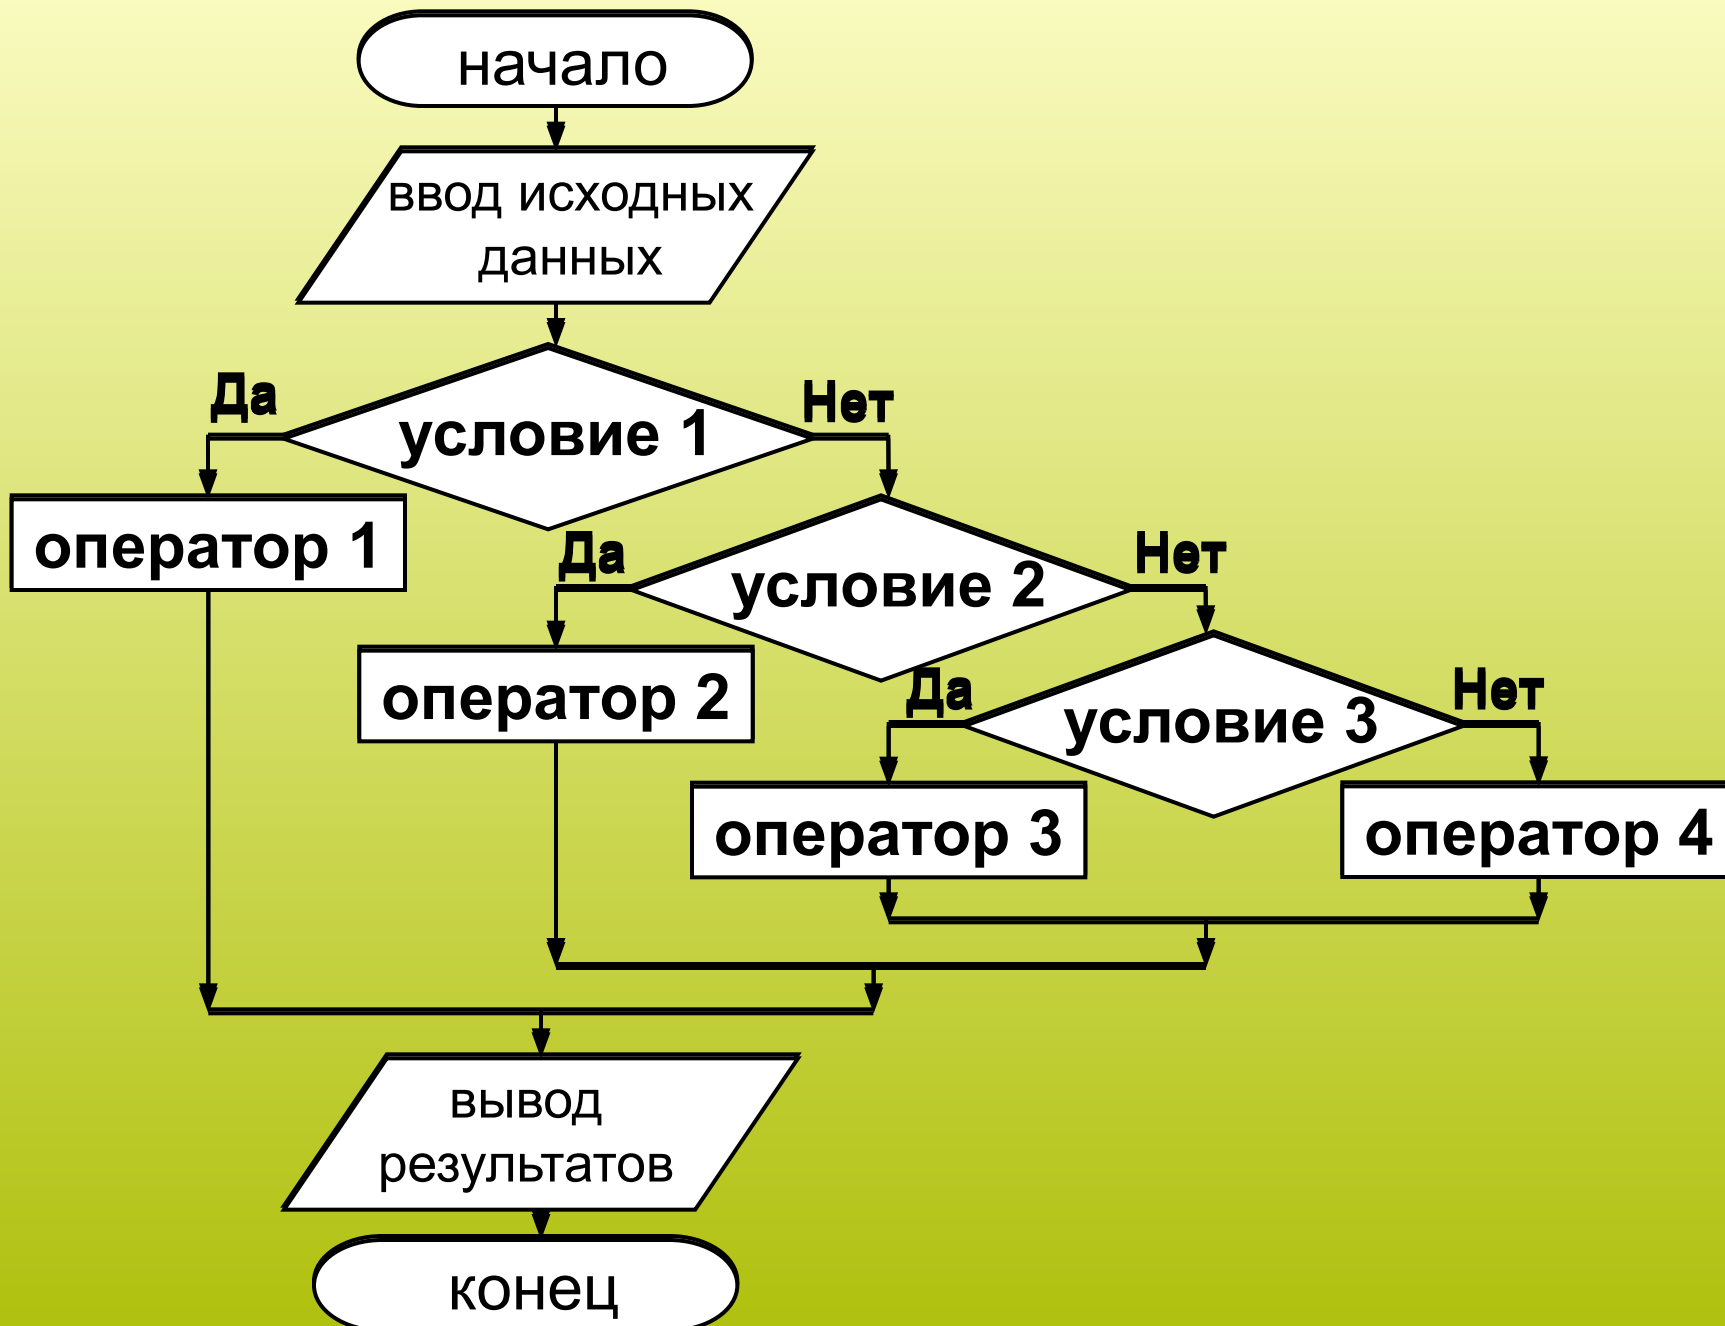 начало
ввод исходных
данных
Да
Нет
условие 1
оператор 1
Да
Нет
условие 2
оператор 2
Да
Нет
условие 3
оператор 3
оператор 4
вывод
результатов
конец